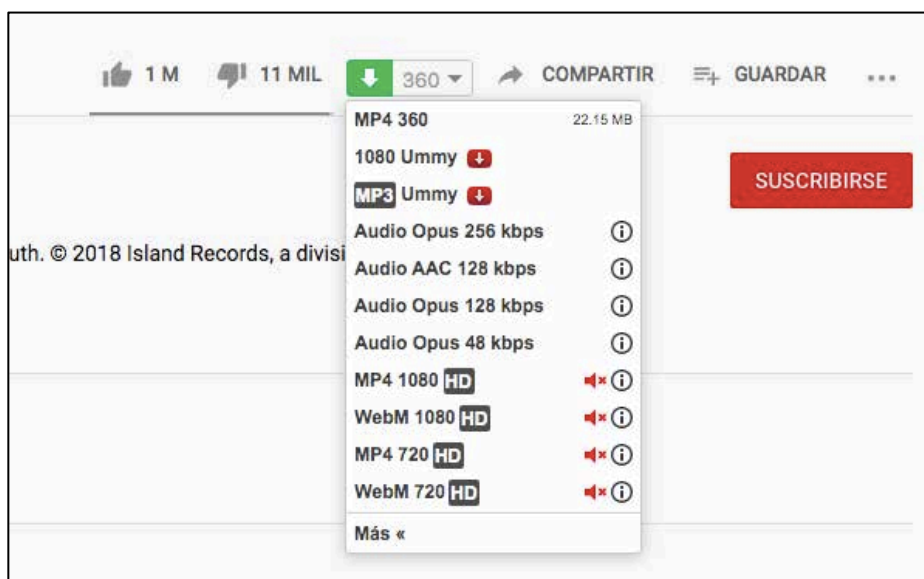 1 M 11 MIL 360 COMPARTIR GUARDAR ...
MP4 360 22.15 MB
1080 Ummy
MP3 Ummy
SUSCRIBIRSE
Audio Opus 256 kbps
uth. © 2018 Island Records, a divisi
Audio AAC 128 kbps
Audio Opus 128 kbps
Audio Opus 48 kbps
MP4 1080 HD
WebM 1080 HD
MP4 720 HD
WebM 720 HD
Más «